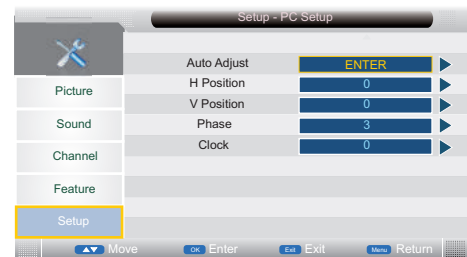 Setup - PC Setup
Auto Adjust ENTER
H Position 0
V Position 0
Phase 3
Clock 0
Picture
Sound
Channel
Feature
Setup
Move OK Enter Exit Exit Menu Return